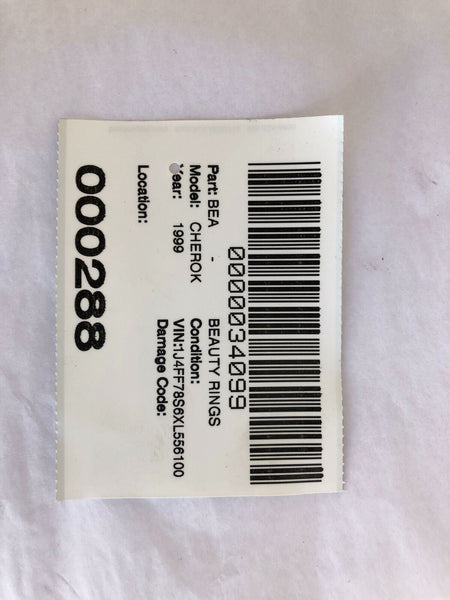 0000034099
Part: BEA - BEAUTY RINGS
Model: CHEROK Condition:
Year: 1999 VIN:1J4FF78S6XL556100
Damage Code:
Location:
000288